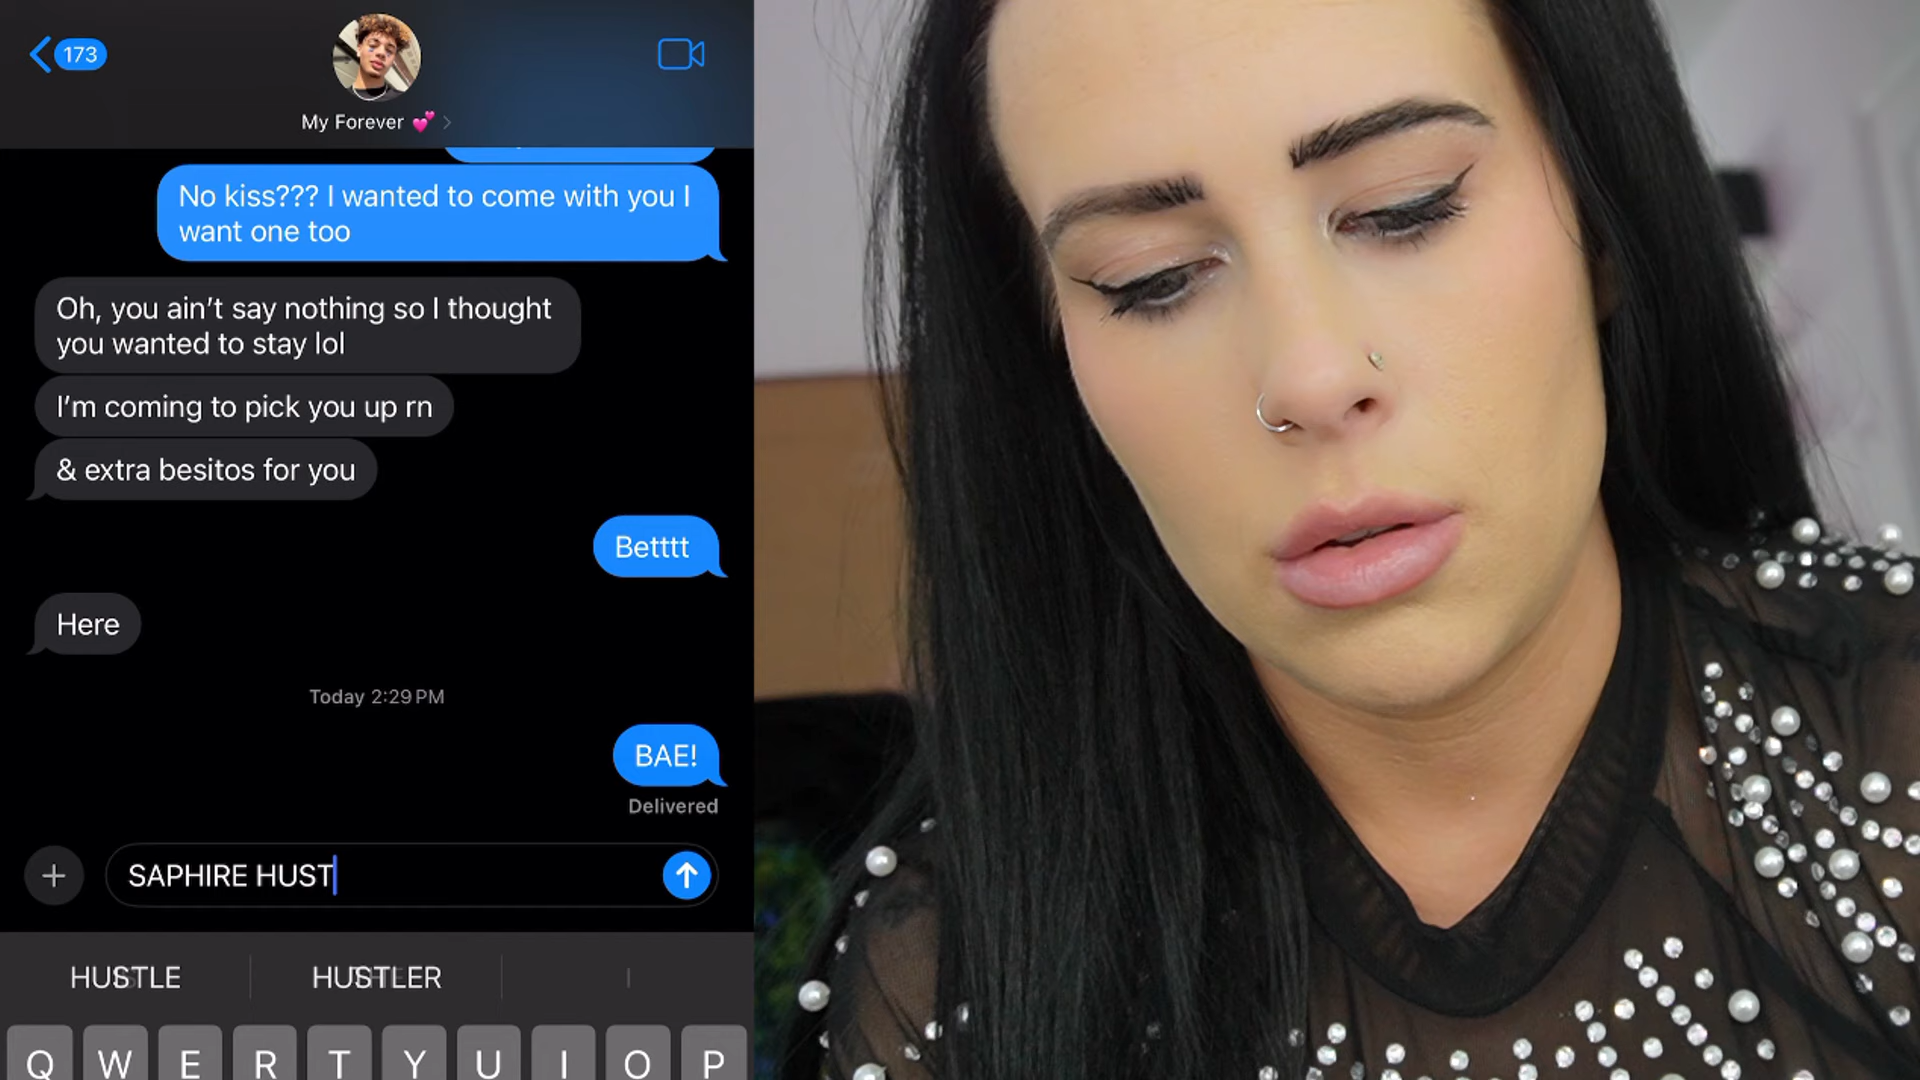 173
My Forever 💕
No kiss??? I wanted to come with you I
want one too
Oh, you ain't say nothing so I thought
you wanted to stay lol
I'm coming to pick you up rn
& extra besitos for you
Betttt
Here
Today 2:29 PM
BAE!
Delivered
SAPHIRE HUST
HUSTLE HUSTLER I
Q W E R T Y U I O P